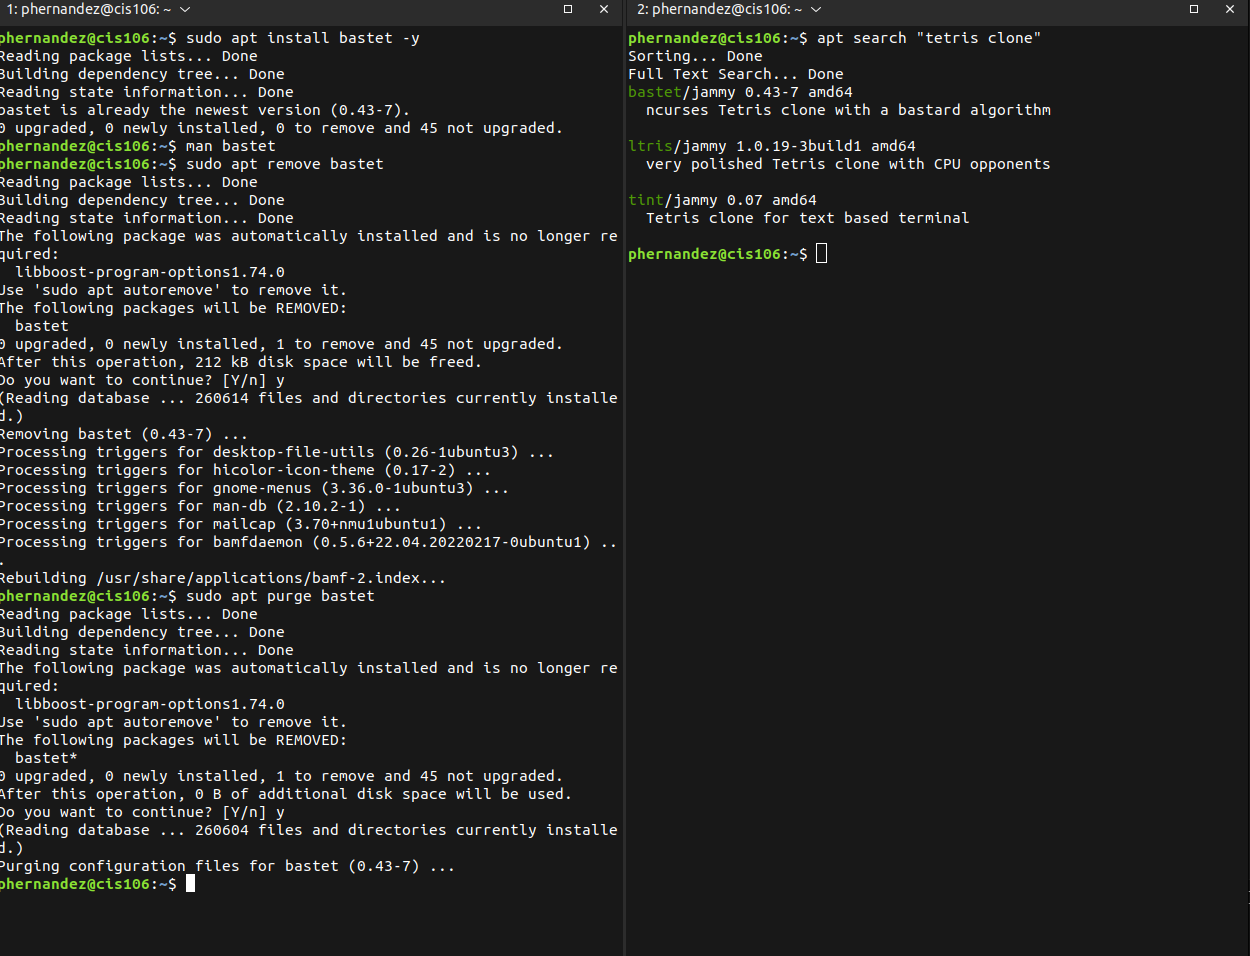 1: phernandez@cis106: ~
phernandez@cis106:~$ sudo apt install bastet -y
Reading package lists... Done
Building dependency tree... Done
Reading state information... Done
bastet is already the newest version (0.43-7).
0 upgraded, 0 newly installed, 0 to remove and 45 not upgraded.
phernandez@cis106:~$ man bastet
phernandez@cis106:~$ sudo apt remove bastet
Reading package lists... Done
Building dependency tree... Done
Reading state information... Done
The following package was automatically installed and is no longer re
quired:
  libboost-program-options1.74.0
Use 'sudo apt autoremove' to remove it.
The following packages will be REMOVED:
  bastet
0 upgraded, 0 newly installed, 1 to remove and 45 not upgraded.
After this operation, 212 kB disk space will be freed.
Do you want to continue? [Y/n] y
(Reading database ... 260614 files and directories currently installe
d.)
Removing bastet (0.43-7) ...
Processing triggers for desktop-file-utils (0.26-1ubuntu3) ...
Processing triggers for hicolor-icon-theme (0.17-2) ...
Processing triggers for gnome-menus (3.36.0-1ubuntu3) ...
Processing triggers for man-db (2.10.2-1) ...
Processing triggers for mailcap (3.70+nmu1ubuntu1) ...
Processing triggers for bamfdaemon (0.5.6+22.04.20220217-0ubuntu1) ..
.
Rebuilding /usr/share/applications/bamf-2.index...
phernandez@cis106:~$ sudo apt purge bastet
Reading package lists... Done
Building dependency tree... Done
Reading state information... Done
The following package was automatically installed and is no longer re
quired:
  libboost-program-options1.74.0
Use 'sudo apt autoremove' to remove it.
The following packages will be REMOVED:
  bastet*
0 upgraded, 0 newly installed, 1 to remove and 45 not upgraded.
After this operation, 0 B of additional disk space will be used.
Do you want to continue? [Y/n] y
(Reading database ... 260604 files and directories currently installe
d.)
Purging configuration files for bastet (0.43-7) ...
phernandez@cis106:~$
2: phernandez@cis106: ~
phernandez@cis106:~$ apt search "tetris clone"
Sorting... Done
Full Text Search... Done
bastet/jammy 0.43-7 amd64
  ncurses Tetris clone with a bastard algorithm
ltris/jammy 1.0.19-3build1 amd64
  very polished Tetris clone with CPU opponents
tint/jammy 0.07 amd64
  Tetris clone for text based terminal
phernandez@cis106:~$